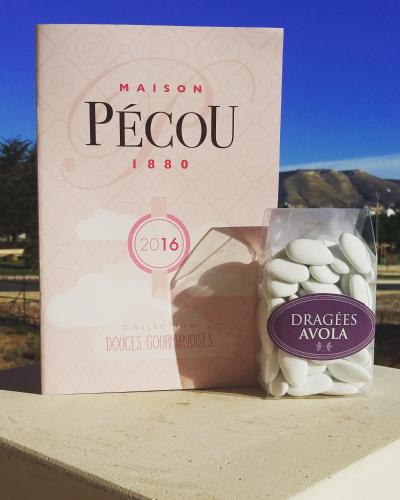 MAISON
PÉCOU
1880
2016
COLLECTION
DOUCES GOURMANDISES
DRAGÉES
AVOLA